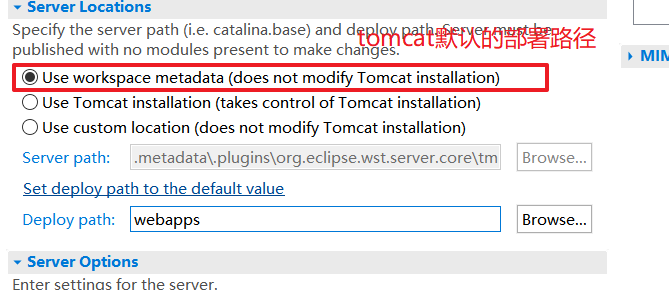 Server Locations
Specify the server path (i.e. catalina.base) and deploy path. Server must be
tomcat默认的部署路径
published with no modules present to make changes.
MIM
Use workspace metadata (does not modify Tomcat installation)
Use Tomcat installation (takes control of Tomcat installation)
Use custom location (does not modify Tomcat installation)
Server path: .metadata\.plugins\org.eclipse.wst.server.core\tm Browse...
Set deploy path to the default value
Deploy path: webapps Browse...
Server Options
Enter settings for the server.